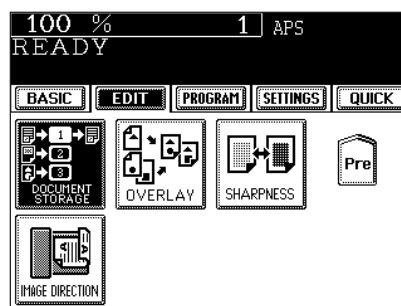 100 % 1 APS
READY
BASIC EDIT PROGRAM SETTINGS QUICK
1
2
3
DOCUMENT
STORAGE
OVERLAY
SHARPNESS
Pre
A
IMAGE DIRECTION